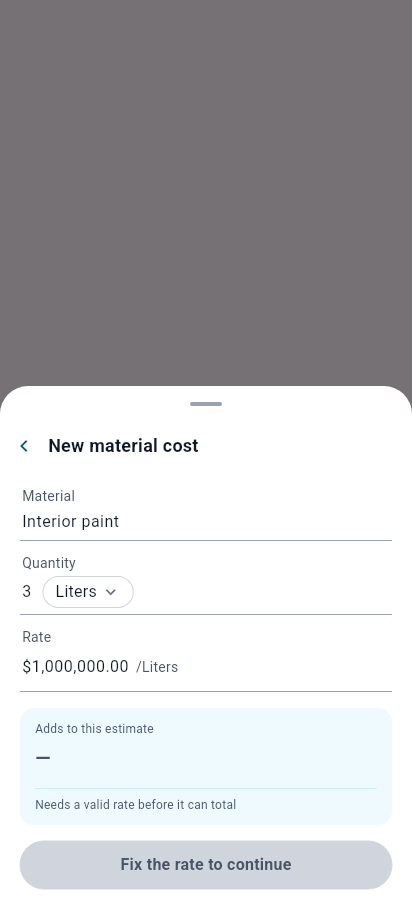 New material cost
Material
Interior paint
Quantity
3 Liters
Rate
$1,000,000.00 /Liters
Adds to this estimate
—
Needs a valid rate before it can total
Fix the rate to continue